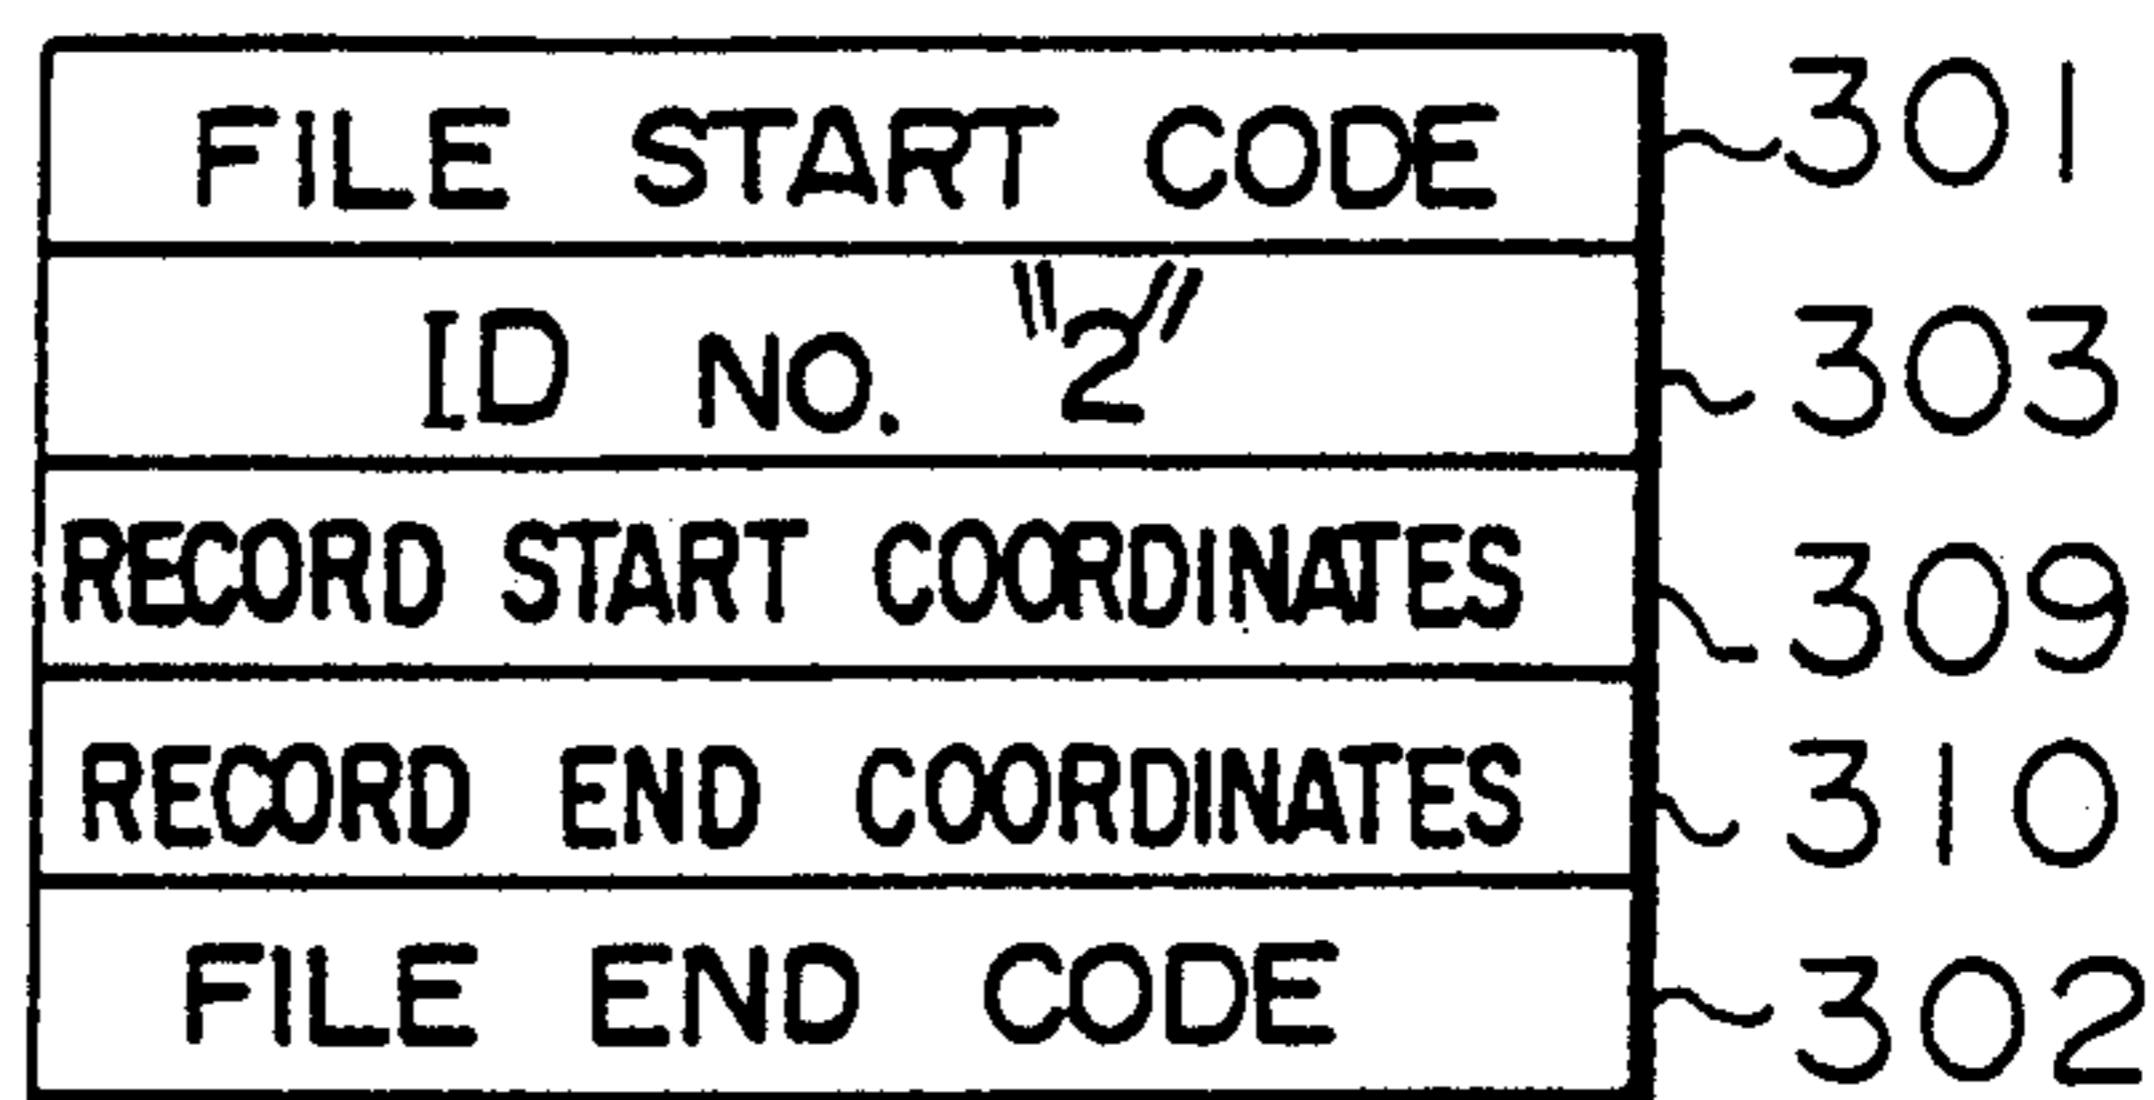 FILE START CODE 301
ID NO. "2" 303
RECORD START COORDINATES 309
RECORD END COORDINATES 310
FILE END CODE 302